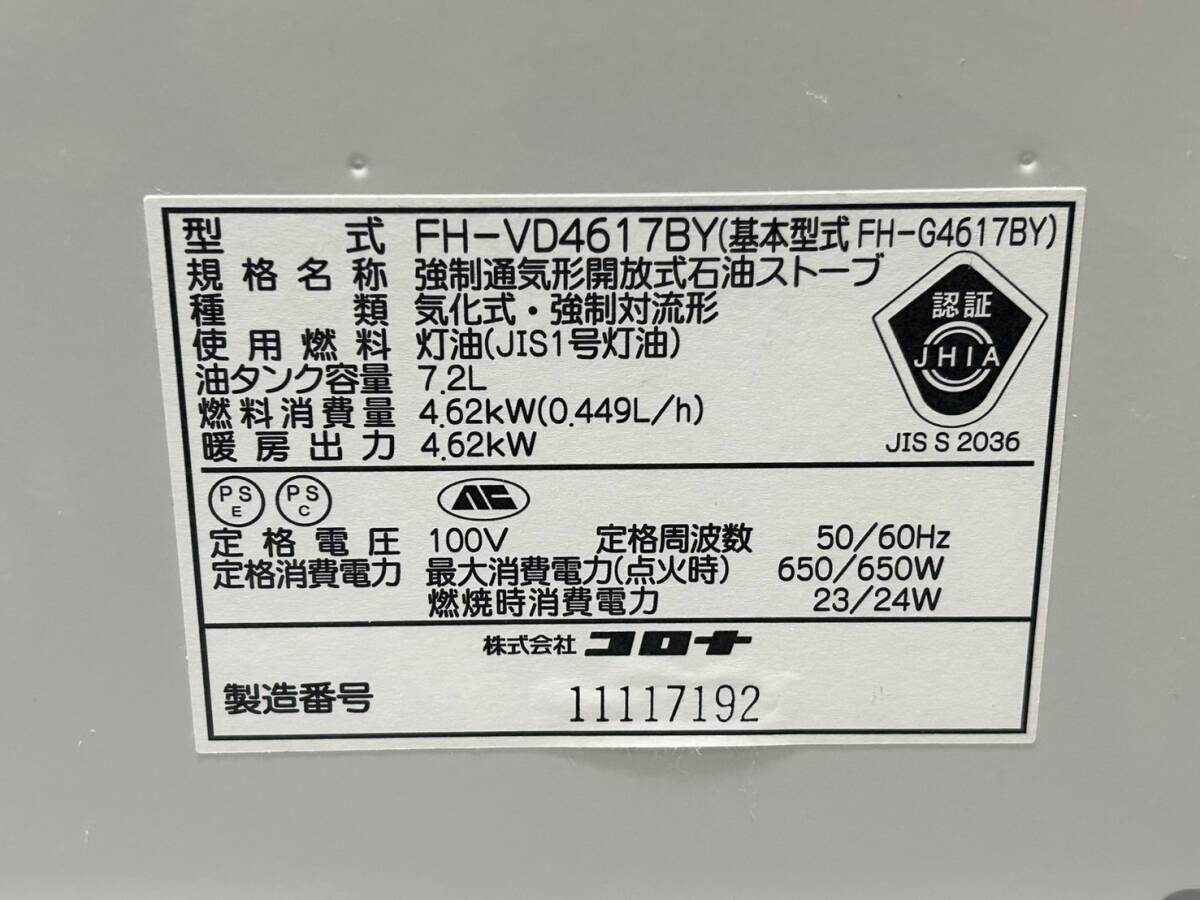 型式 FH-VD4617BY(基本型式 FH-G4617BY)
規格名称 強制通気形開放式石油ストーブ
種類 気化式・強制対流形
使用燃料 灯油(JIS1号灯油)
油タンク容量 7.2L
燃料消費量 4.62kW(0.449L/h)
暖房出力 4.62kW
認証
JHIA
JIS S 2036
PS E PS C
定格電圧 100V 定格周波数 50/60Hz
定格消費電力 最大消費電力(点火時) 650/650W
燃焼時消費電力 23/24W
株式会社 コロナ
製造番号 11117192